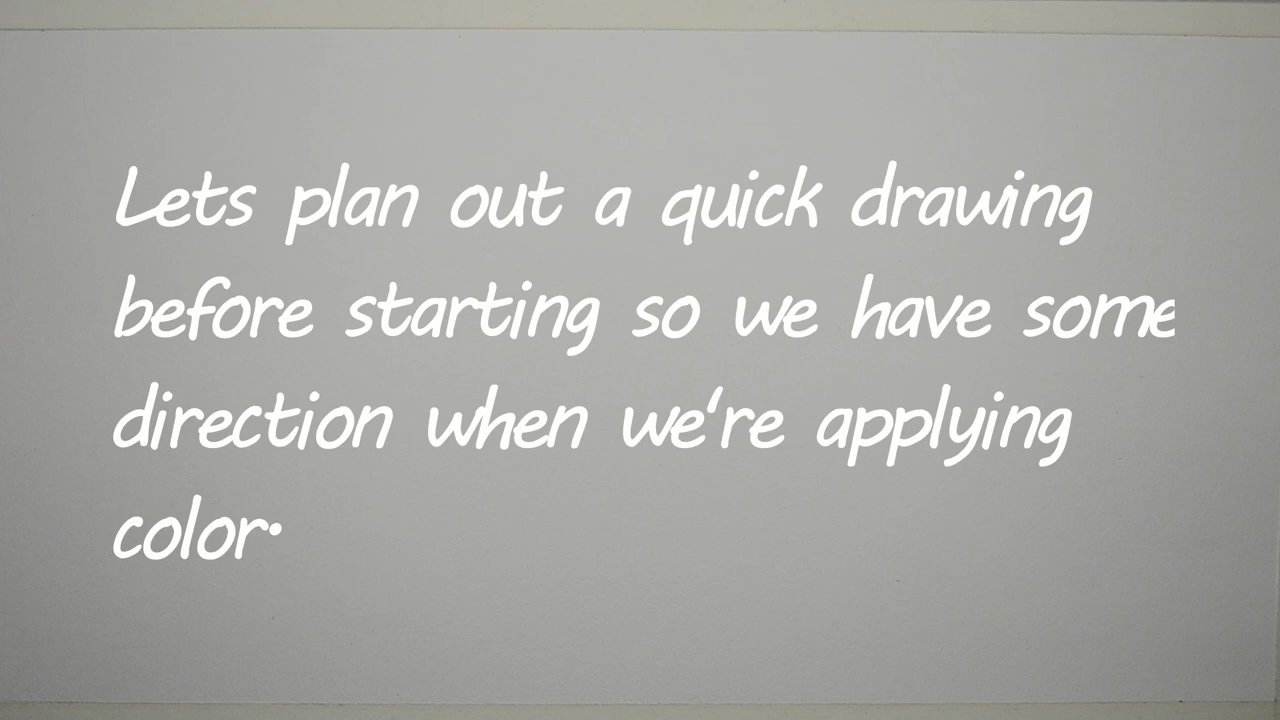 Lets plan out a quick drawing
before starting so we have some
direction when we're applying
color.